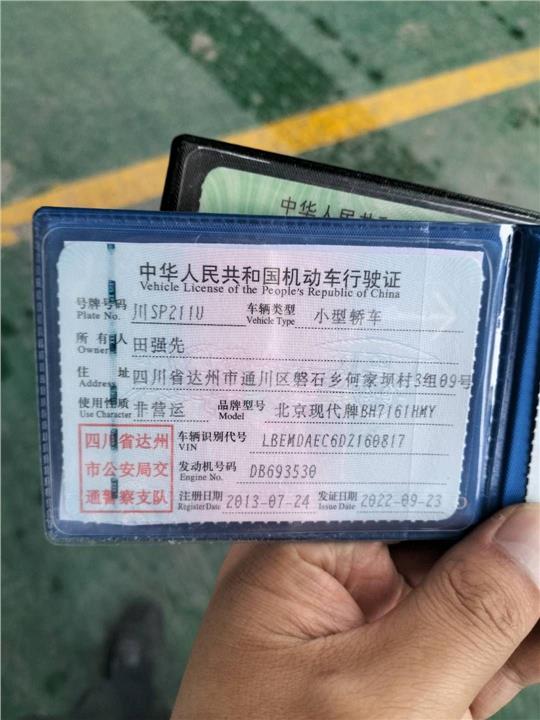 中华人民共
中华人民共和国机动车行驶证
Vehicle License of the People's Republic of China
号牌号码 川SP211U 车辆类型 小型轿车
Plate No. Vehicle Type
所有人 田强先
Owner
住址 四川省达州市通川区磐石乡何家坝村3组09号
Address
使用性质 非营运 品牌型号 北京现代牌BH7161HMY
Use Character Model
四川省达州
市公安局交
通警察支队
车辆识别代号 LBEMDAEC6DZ160817
VIN
发动机号码 DB693530
Engine No.
注册日期 2013-07-24 发证日期 2022-09-23
Register Date Issue Date